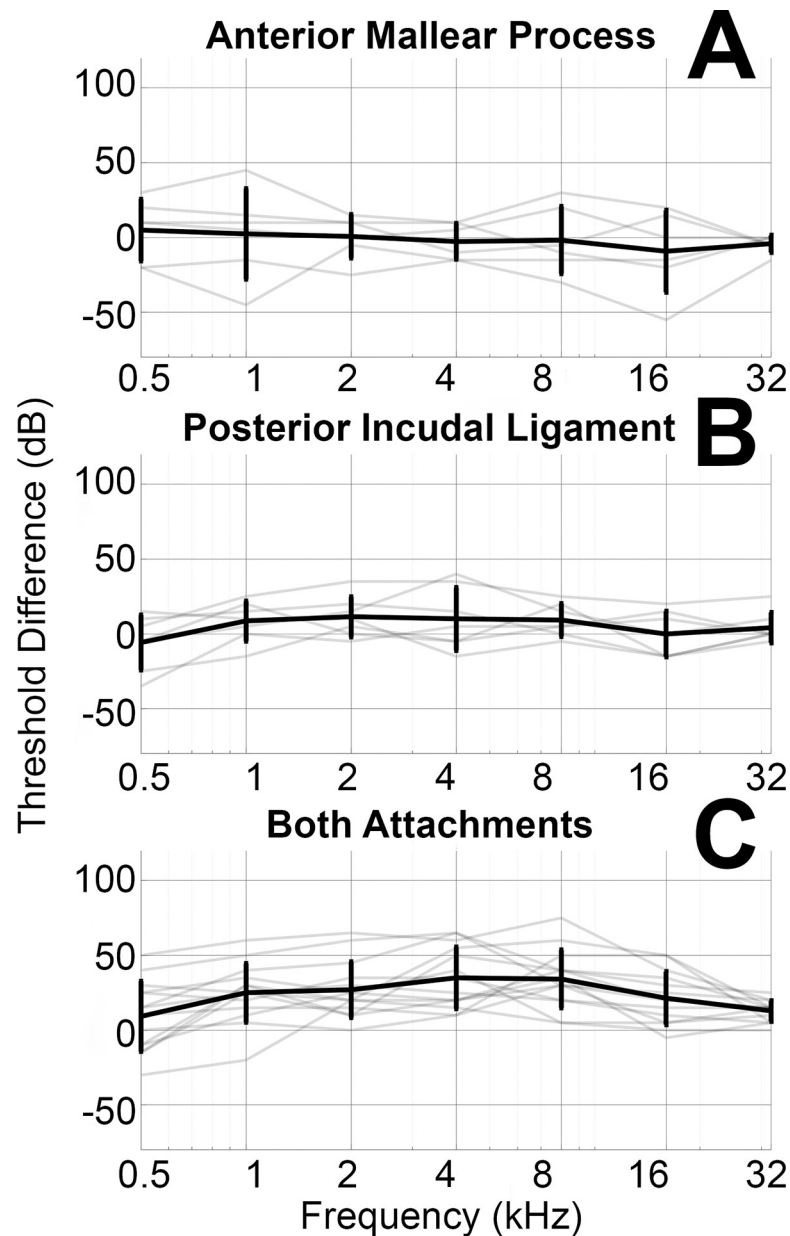 Anterior Mallear Process
A
100
50
0
-50
0.5 1 2 4 8 16 32
Posterior Incudal Ligament
B
100
50
0
-50
0.5 1 2 4 8 16 32
Both Attachments
C
100
50
0
-50
0.5 1 2 4 8 16 32
Threshold Difference (dB)
Frequency (kHz)